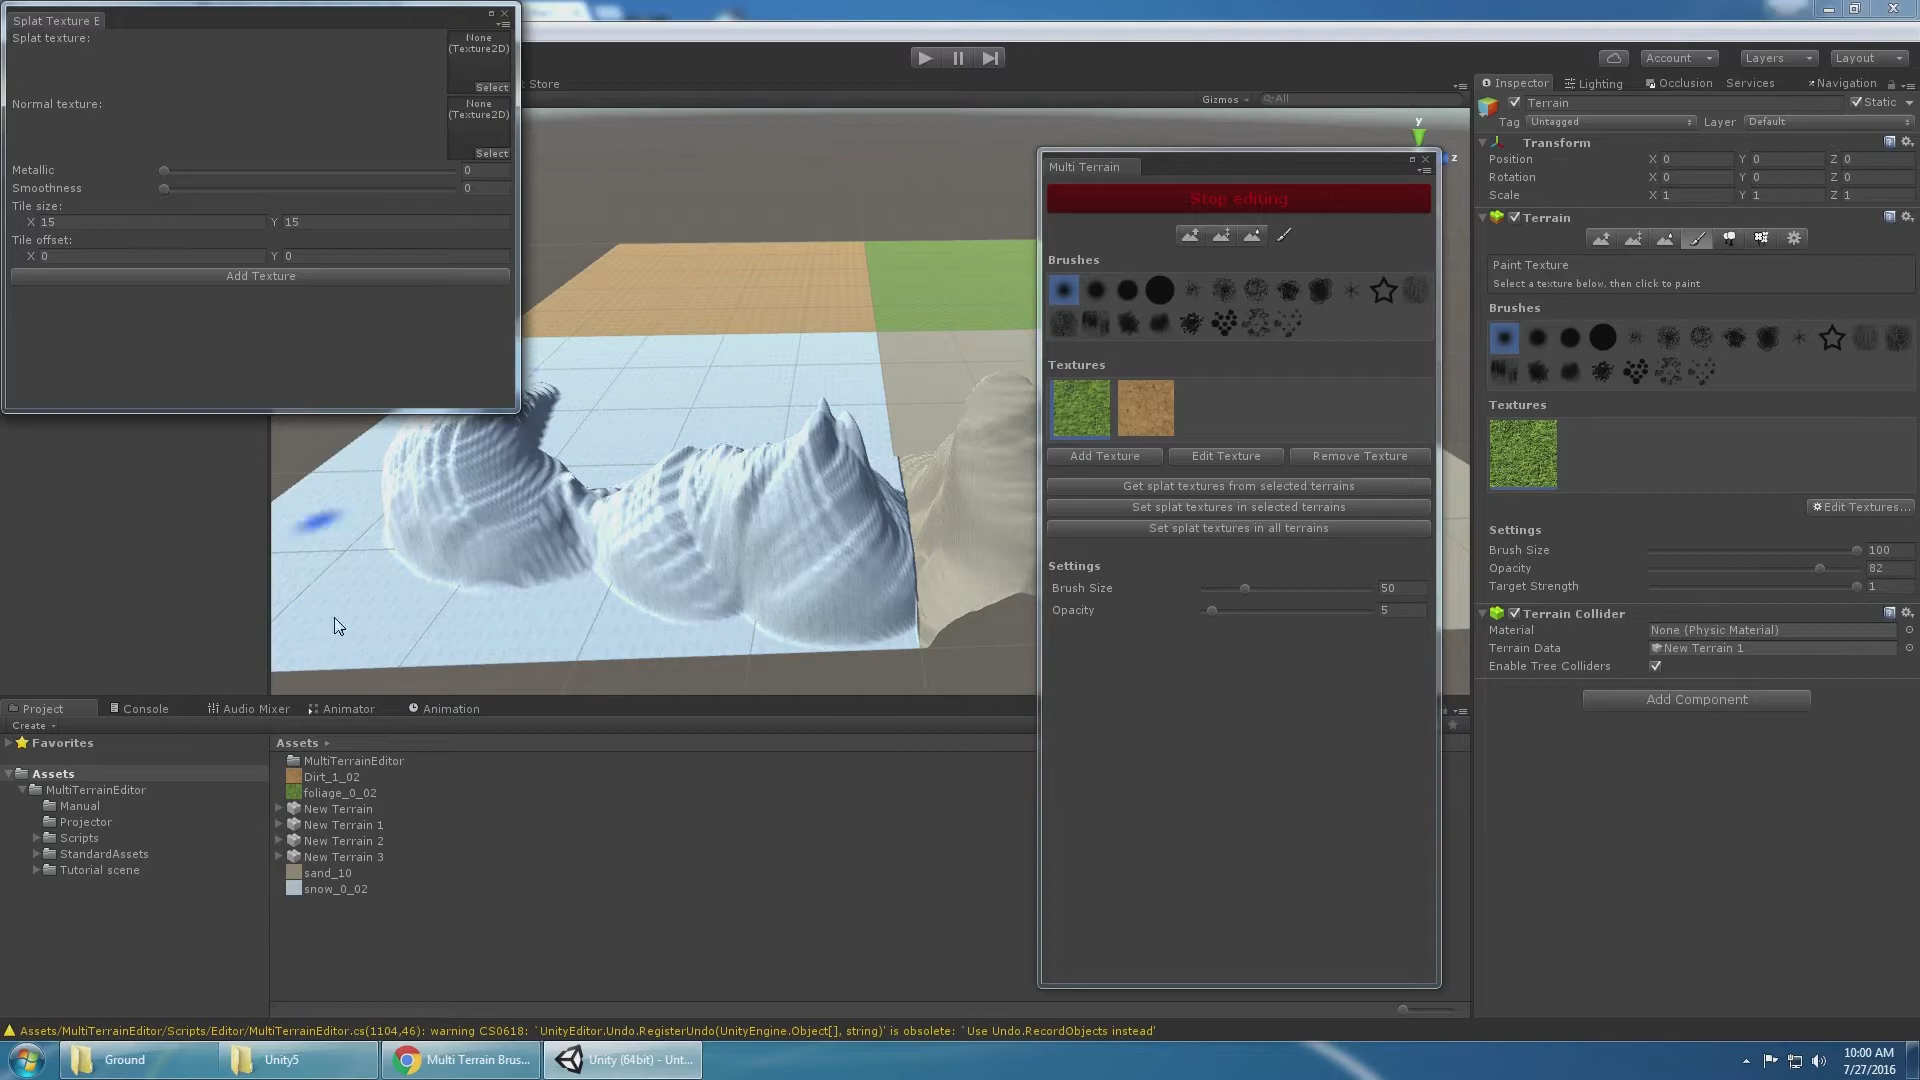 Splat Texture E
Splat texture:
None
(Texture2D)
Select
Normal texture:
None
(Texture2D)
Select
Metallic 0
Smoothness 0
Tile size:
X 15 Y 15
Tile offset:
X 0 Y 0
Add Texture
t Store
Gizmos
All
y
z
Account
Layers
Layout
Multi Terrain
Stop editing
Brushes
Textures
Add Texture Edit Texture Remove Texture
Get splat textures from selected terrains
Set splat textures in selected terrains
Set splat textures in all terrains
Settings
Brush Size 50
Opacity 5
Inspector Lighting Occlusion Services Navigation
Terrain Static
Tag Untagged Layer Default
Transform
Position X 0 Y 0 Z 0
Rotation X 0 Y 0 Z 0
Scale X 1 Y 1 Z 1
Terrain
Paint Texture
Select a texture below, then click to paint
Brushes
Textures
Edit Textures...
Settings
Brush Size 100
Opacity 82
Target Strength 1
Terrain Collider
Material None (Physic Material)
Terrain Data New Terrain 1
Enable Tree Colliders
Add Component
Project Console Audio Mixer Animator Animation
Create
Favorites
Assets
MultiTerrainEditor
Manual
Projector
Scripts
StandardAssets
Tutorial scene
Assets
MultiTerrainEditor
Dirt_1_02
foliage_0_02
New Terrain
New Terrain 1
New Terrain 2
New Terrain 3
sand_10
snow_0_02
Assets/MultiTerrainEditor/Scripts/Editor/MultiTerrainEditor.cs(1104,46): warning CS0618: `UnityEditor.Undo.RegisterUndo(UnityEngine.Object[], string)' is obsolete: `Use Undo.RecordObjects instead'
Ground Unity5 Multi Terrain Brus... Unity (64bit) - Unt...
10:00 AM
7/27/2016